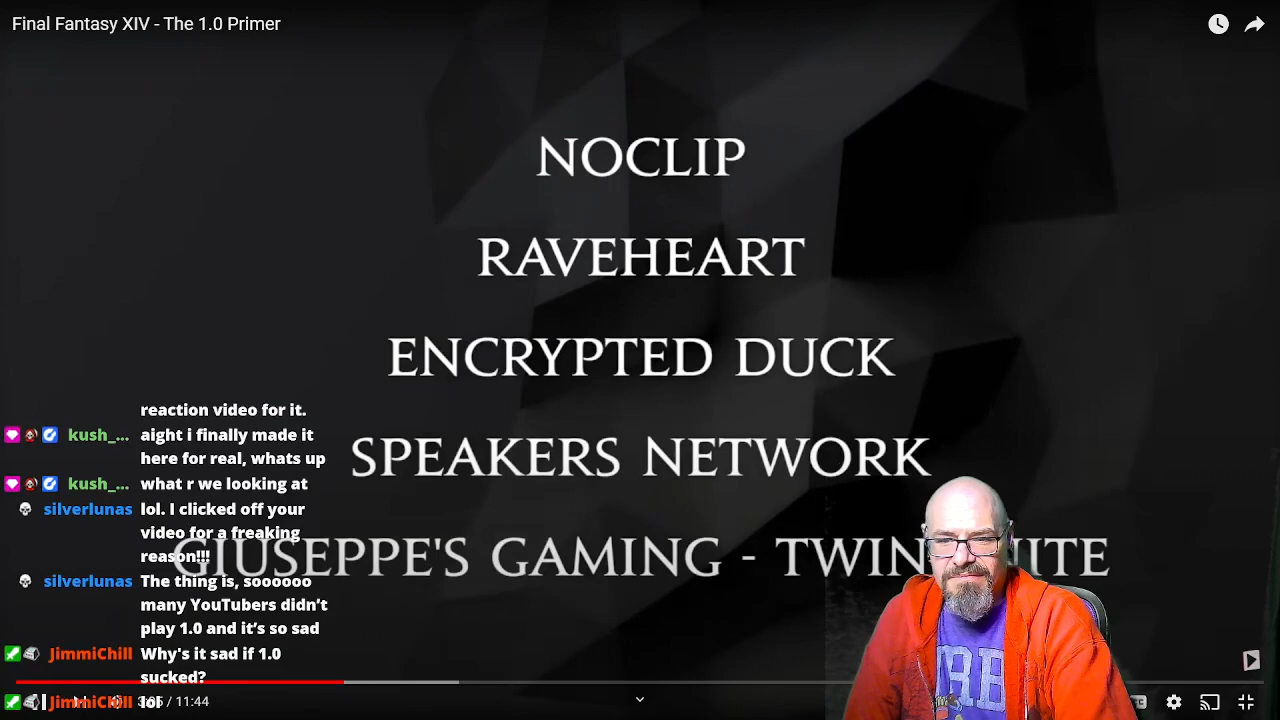 Final Fantasy XIV - The 1.0 Primer
NOCLIP
RAVEHEART
ENCRYPTED DUCK
SPEAKERS NETWORK
GIUSEPPE'S GAMING -
reaction video for it.
kush_... aight i finally made it
here for real, whats up
kush_... what r we looking at
silverlunas lol. I clicked off your
video for a freaking
reason!!!
silverlunas The thing is, sooooo
many YouTubers didn't
play 1.0 and it's so sad
JimmiChill Why's it sad if 1.0
sucked?
JimmiChill lol
/ 11:44